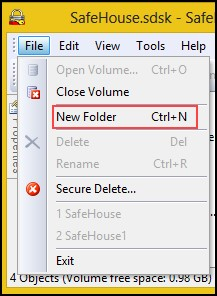 SafeHouse.sdsk - Safe
File Edit View Tools
Open Volume... Ctrl+O
Close Volume
New Folder Ctrl+N
Delete Del
Rename Ctrl+R
Secure Delete...
1 SafeHouse
2 SafeHouse1
Exit
4 Objects (Volume free space: 0.98 GB)